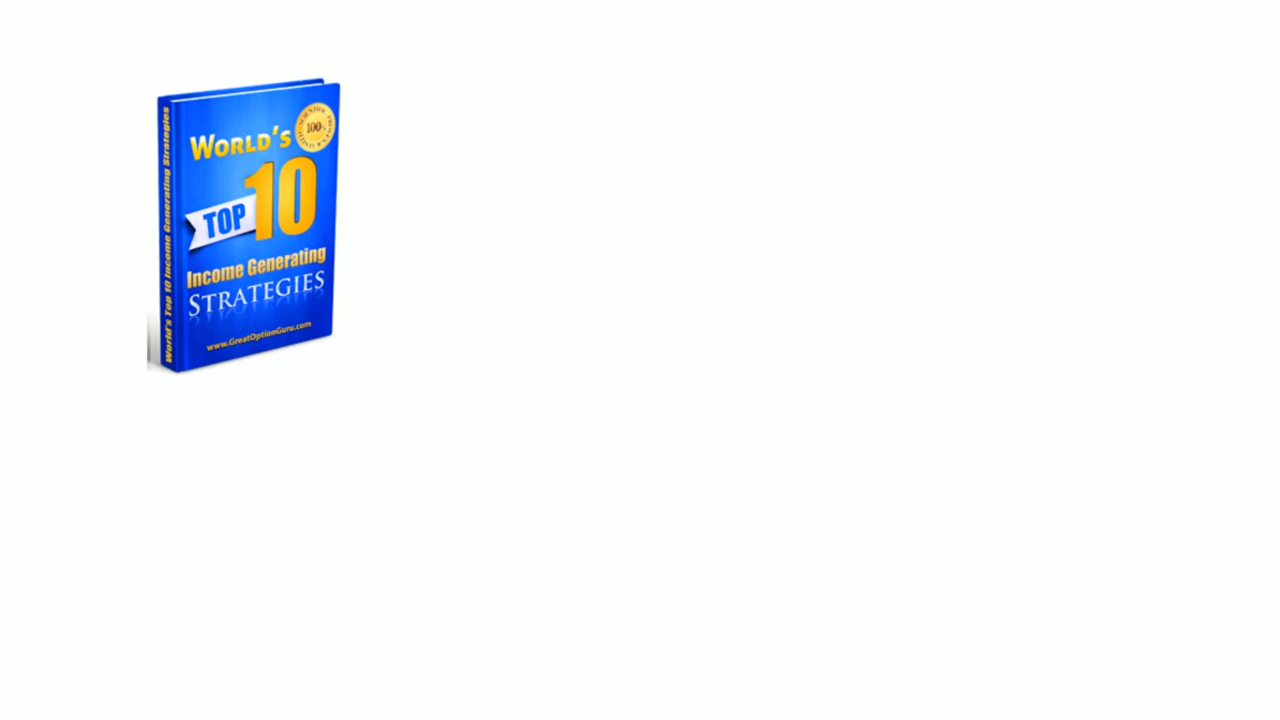 World's Top 10 Income Generating Strategies
WORLD'S
100%
TOP 10
Income Generating
STRATEGIES
www.GreatOptionGuru.com